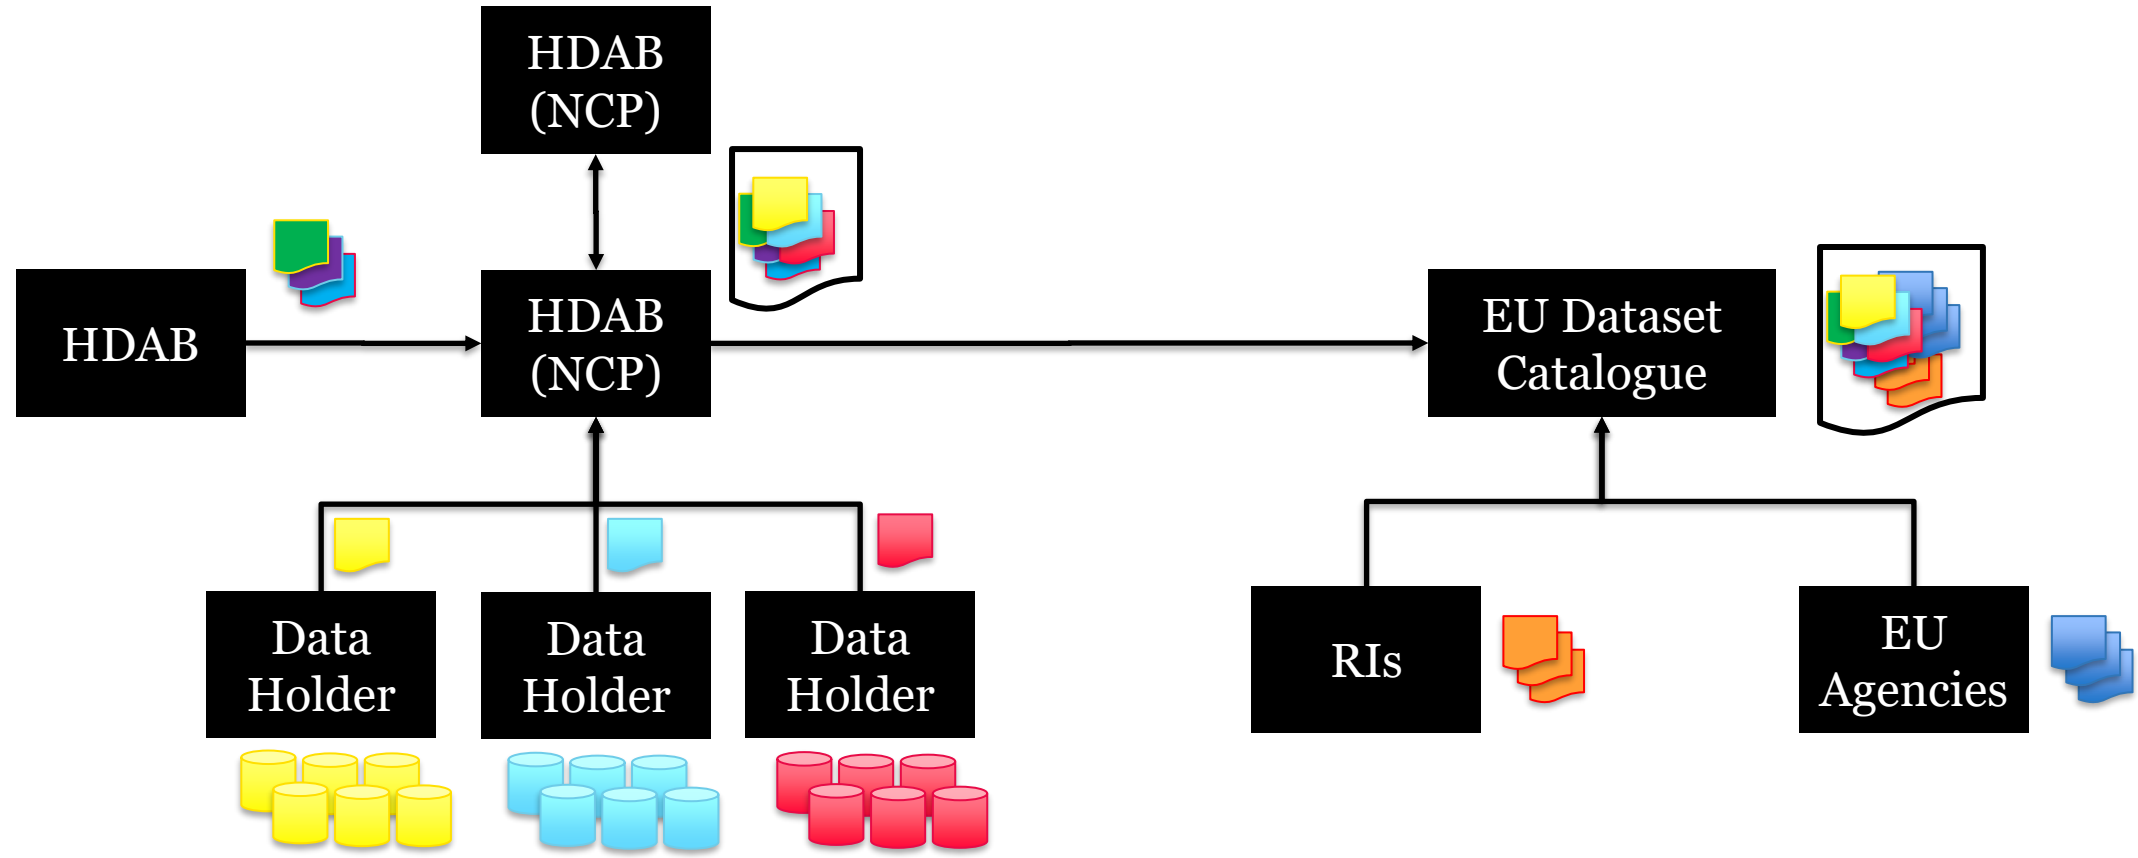 HDAB
(NCP)
HDAB
HDAB
(NCP)
EU Dataset
Catalogue
Data
Holder
Data
Holder
Data
Holder
RIs
EU
Agencies